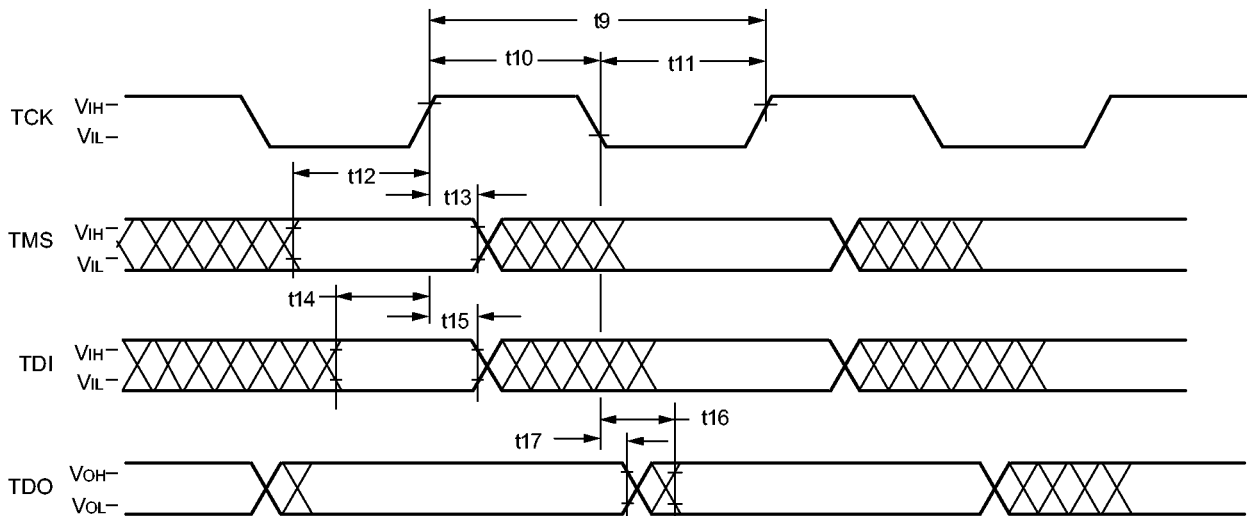 t9
t10
t11
TCK
VIH
VIL
t12
t13
TMS
VIH
VIL
t14
t15
TDI
VIH
VIL
t16
t17
TDO
VOH
VOL